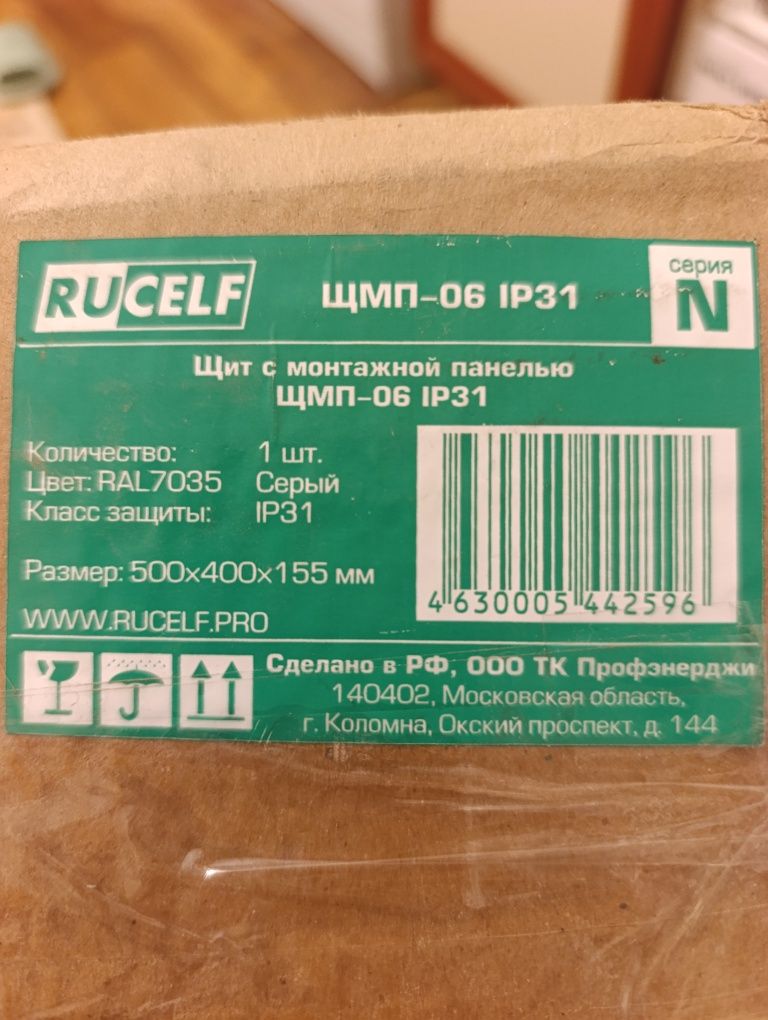 RUCELF
ЩМП-06 IP31
серия
N
Щит с монтажной панелью
ЩМП-06 IP31
Количество: 1 шт.
Цвет: RAL7035 Серый
Класс защиты: IP31
Размер: 500х400х155 мм
WWW.RUCELF.PRO
4 630005 442596
Сделано в РФ, ООО ТК Профэнерджи
140402, Московская область,
г. Коломна, Окский проспект, д. 144